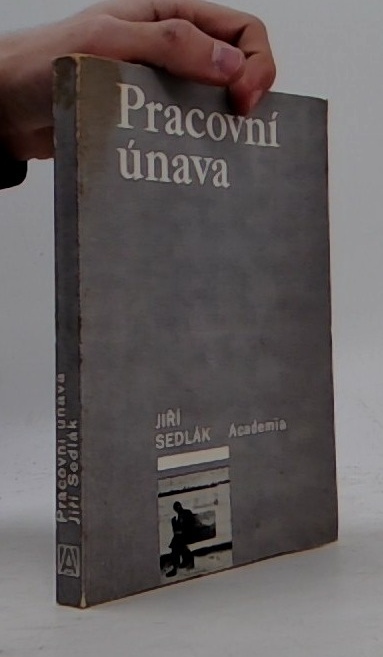 Pracovní
únava
JIŘÍ
SEDLÁK Academia
Pracovní únava
Jiří Sedlák